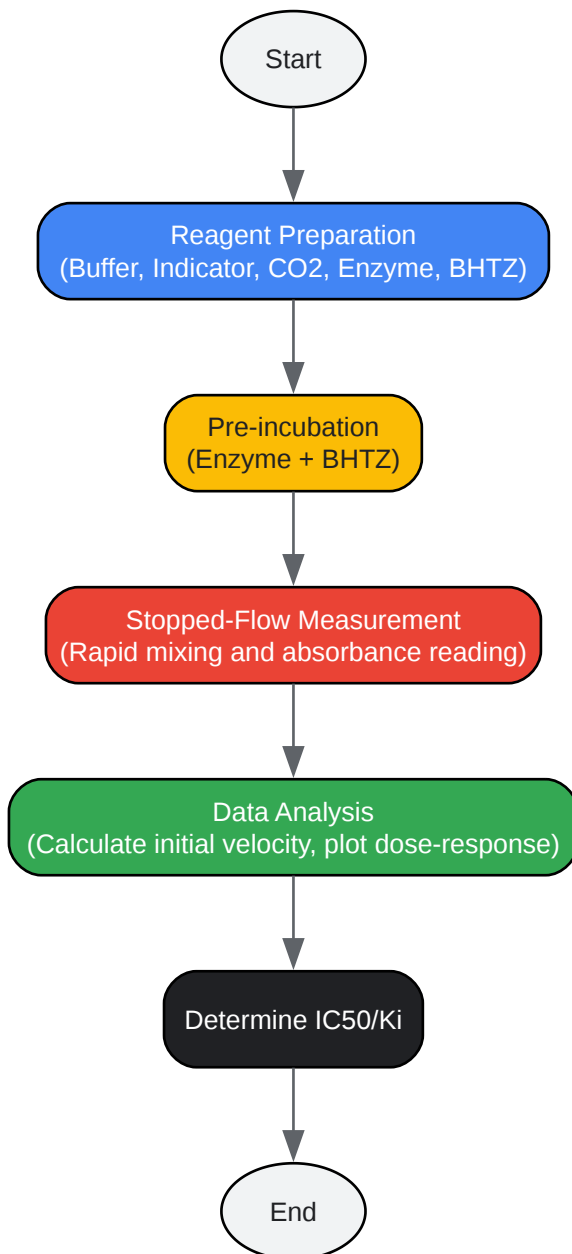 Start
Reagent Preparation
(Buffer, Indicator, CO2, Enzyme, BHTZ)
Pre-incubation
(Enzyme + BHTZ)
Stopped-Flow Measurement
(Rapid mixing and absorbance reading)
Data Analysis
(Calculate initial velocity, plot dose-response)
Determine IC50/Ki
End